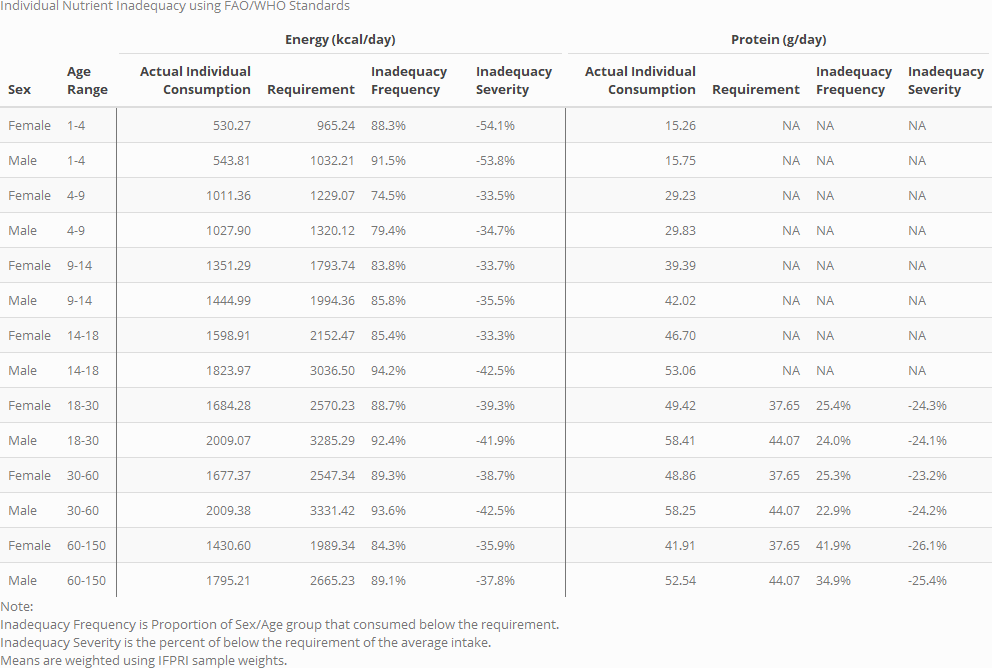 Individual Nutrient Inadequacy using FAO/WHO Standards
Energy (kcal/day) Protein (g/day)
Sex Age Range Actual Individual Consumption Requirement Inadequacy Frequency Inadequacy Severity Actual Individual Consumption Requirement Inadequacy Frequency Inadequacy Severity
Female 1-4 530.27 965.24 88.3% -54.1% 15.26 NA NA NA
Male 1-4 543.81 1032.21 91.5% -53.8% 15.75 NA NA NA
Female 4-9 1011.36 1229.07 74.5% -33.5% 29.23 NA NA NA
Male 4-9 1027.90 1320.12 79.4% -34.7% 29.83 NA NA NA
Female 9-14 1351.29 1793.74 83.8% -33.7% 39.39 NA NA NA
Male 9-14 1444.99 1994.36 85.8% -35.5% 42.02 NA NA NA
Female 14-18 1598.91 2152.47 85.4% -33.3% 46.70 NA NA NA
Male 14-18 1823.97 3036.50 94.2% -42.5% 53.06 NA NA NA
Female 18-30 1684.28 2570.23 88.7% -39.3% 49.42 37.65 25.4% -24.3%
Male 18-30 2009.07 3285.29 92.4% -41.9% 58.41 44.07 24.0% -24.1%
Female 30-60 1677.37 2547.34 89.3% -38.7% 48.86 37.65 25.3% -23.2%
Male 30-60 2009.38 3331.42 93.6% -42.5% 58.25 44.07 22.9% -24.2%
Female 60-150 1430.60 1989.34 84.3% -35.9% 41.91 37.65 41.9% -26.1%
Male 60-150 1795.21 2665.23 89.1% -37.8% 52.54 44.07 34.9% -25.4%
Note:
Inadequacy Frequency is Proportion of Sex/Age group that consumed below the requirement.
Inadequacy Severity is the percent of below the requirement of the average intake.
Means are weighted using IFPRI sample weights.